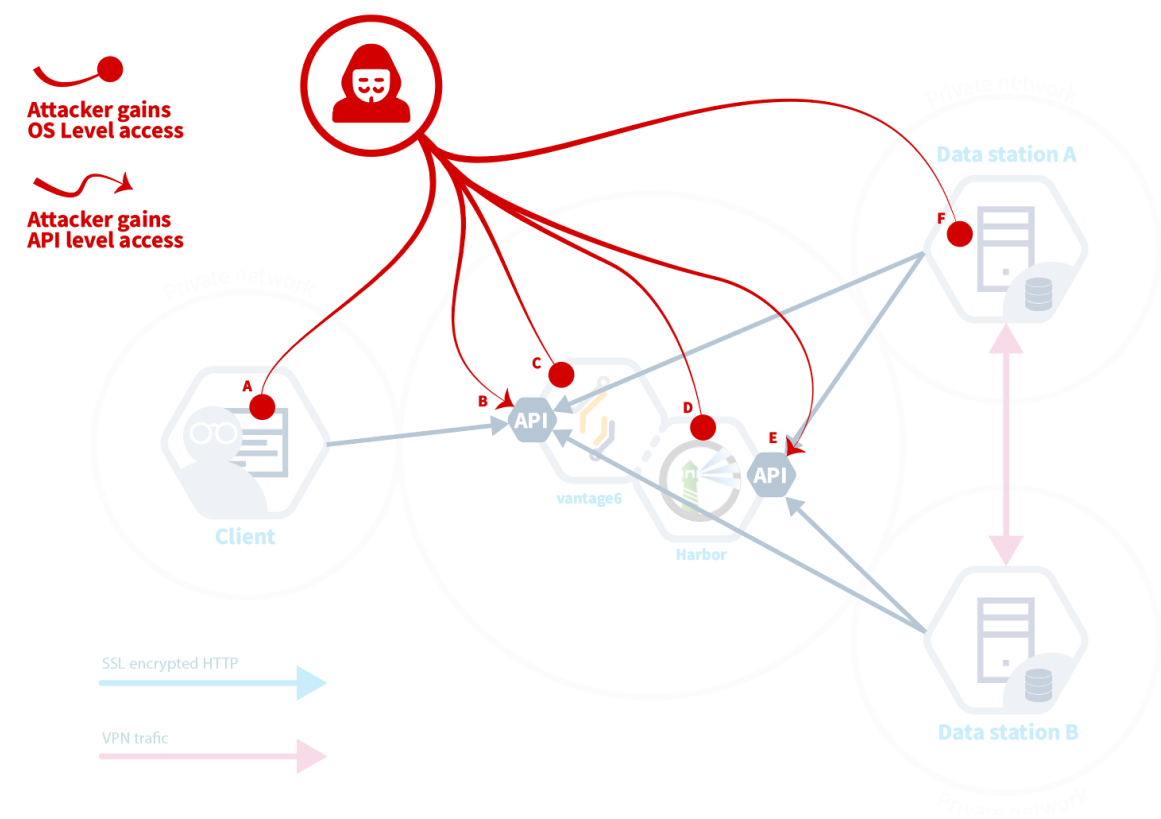 Private network
Data station A
Attacker gains
OS Level access
Attacker gains
API level access
F
Private network
A
C
B
API
D
E
API
vantage6
Harbor
Client
SSL encrypted HTTP
VPN trafic
Data station B
Private network